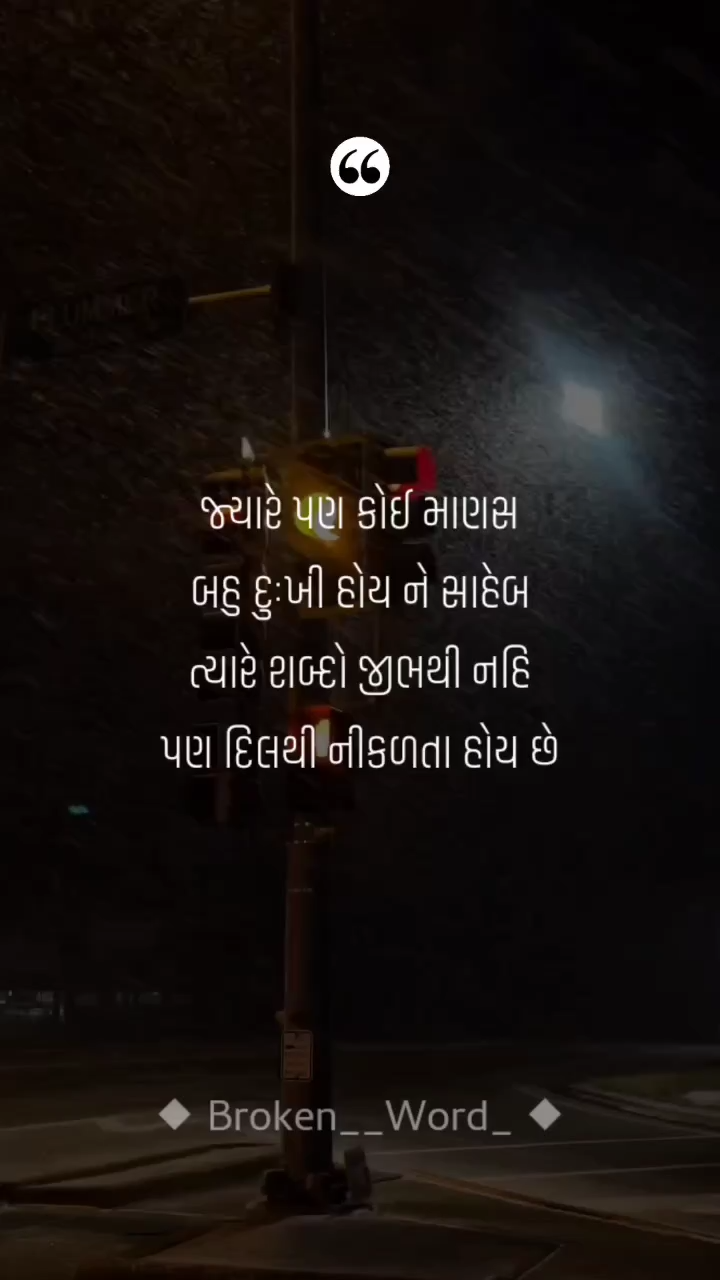 ❝
જ્યારે પણ કોઈ માણસ
બહુ દુઃખી હોય ને સાહેબ
ત્યારે શબ્દો જીભથી નહિ
પણ દિલથી નીકળતા હોય છે
◆ Broken__Word_ ◆